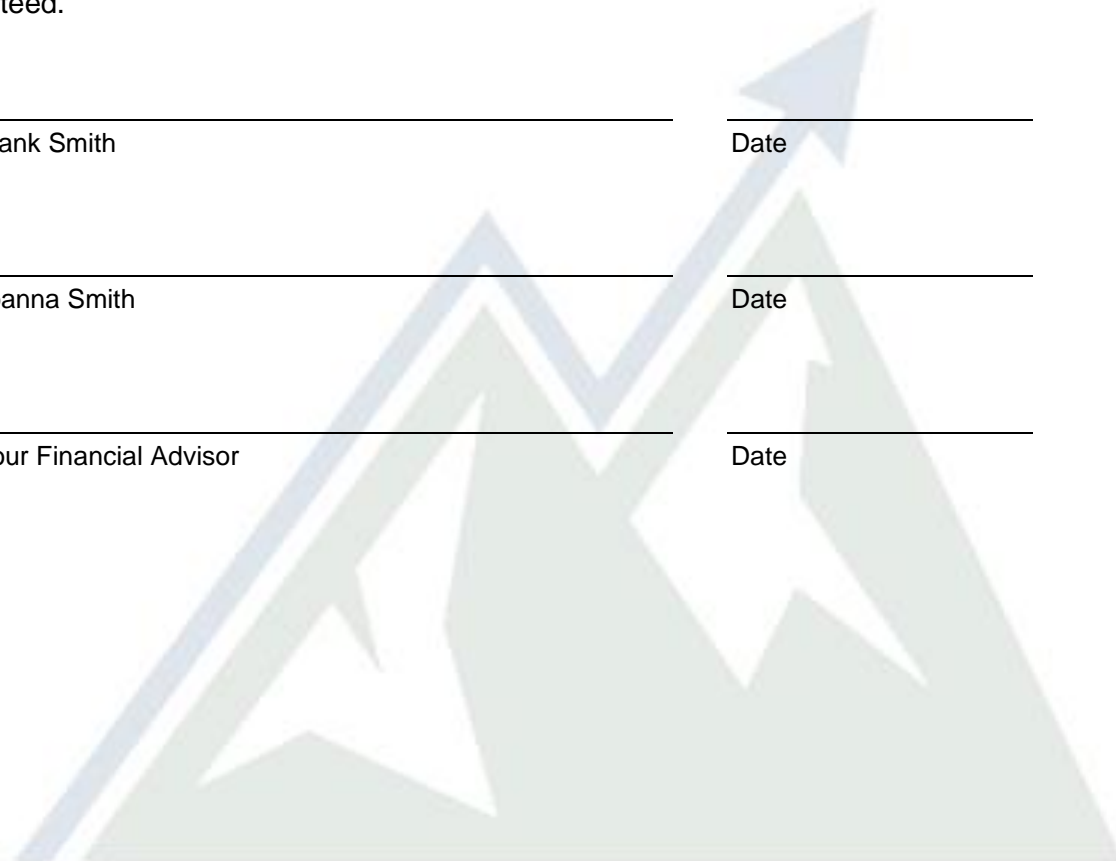 teed.
ank Smith
Date
anna Smith
Date
our Financial Advisor
Date